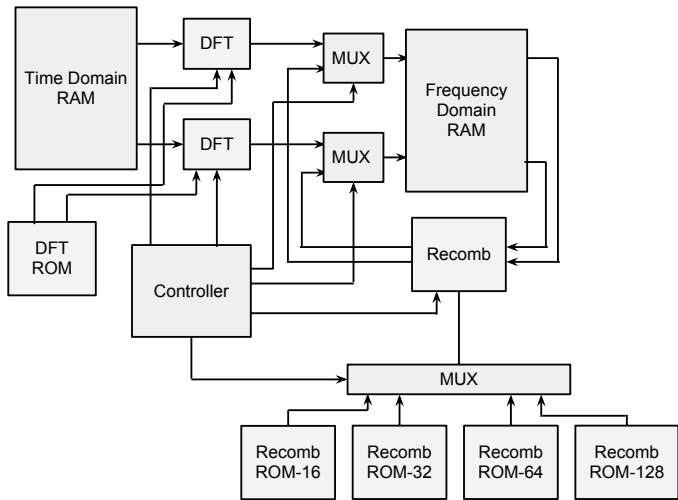 DFT
MUX
Time Domain
RAM
Frequency
Domain
RAM
DFT
MUX
DFT
ROM
Controller
Recomb
MUX
Recomb
ROM-16
Recomb
ROM-32
Recomb
ROM-64
Recomb
ROM-128